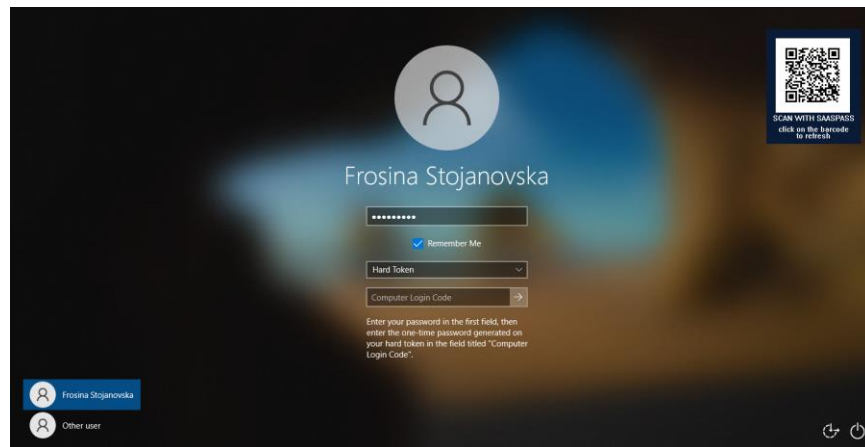 SCAN WITH SAASPASS
click on the barcode
to refresh
Frosina Stojanovska
•••••••••
Remember Me
Hard Token
Computer Login Code
Enter your password in the first field, then
enter the one-time password generated on
your hard token in the field titled "Computer
Login Code".
Frosina Stojanovska
Other user